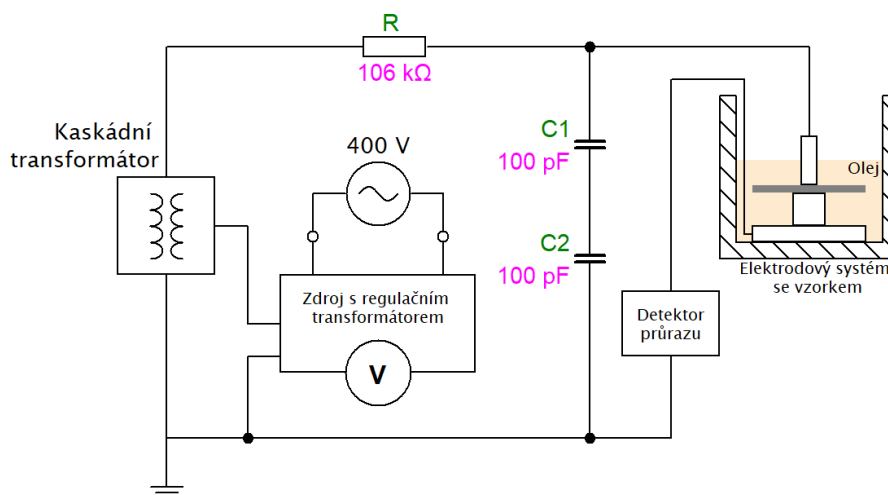 R
106 kΩ
Kaskádní
transformátor
400 V
C1
100 pF
Olej
C2
100 pF
Elektrodový systém
se vzorkem
Zdroj s regulačním
transformátorem
Detektor
průrazu
V